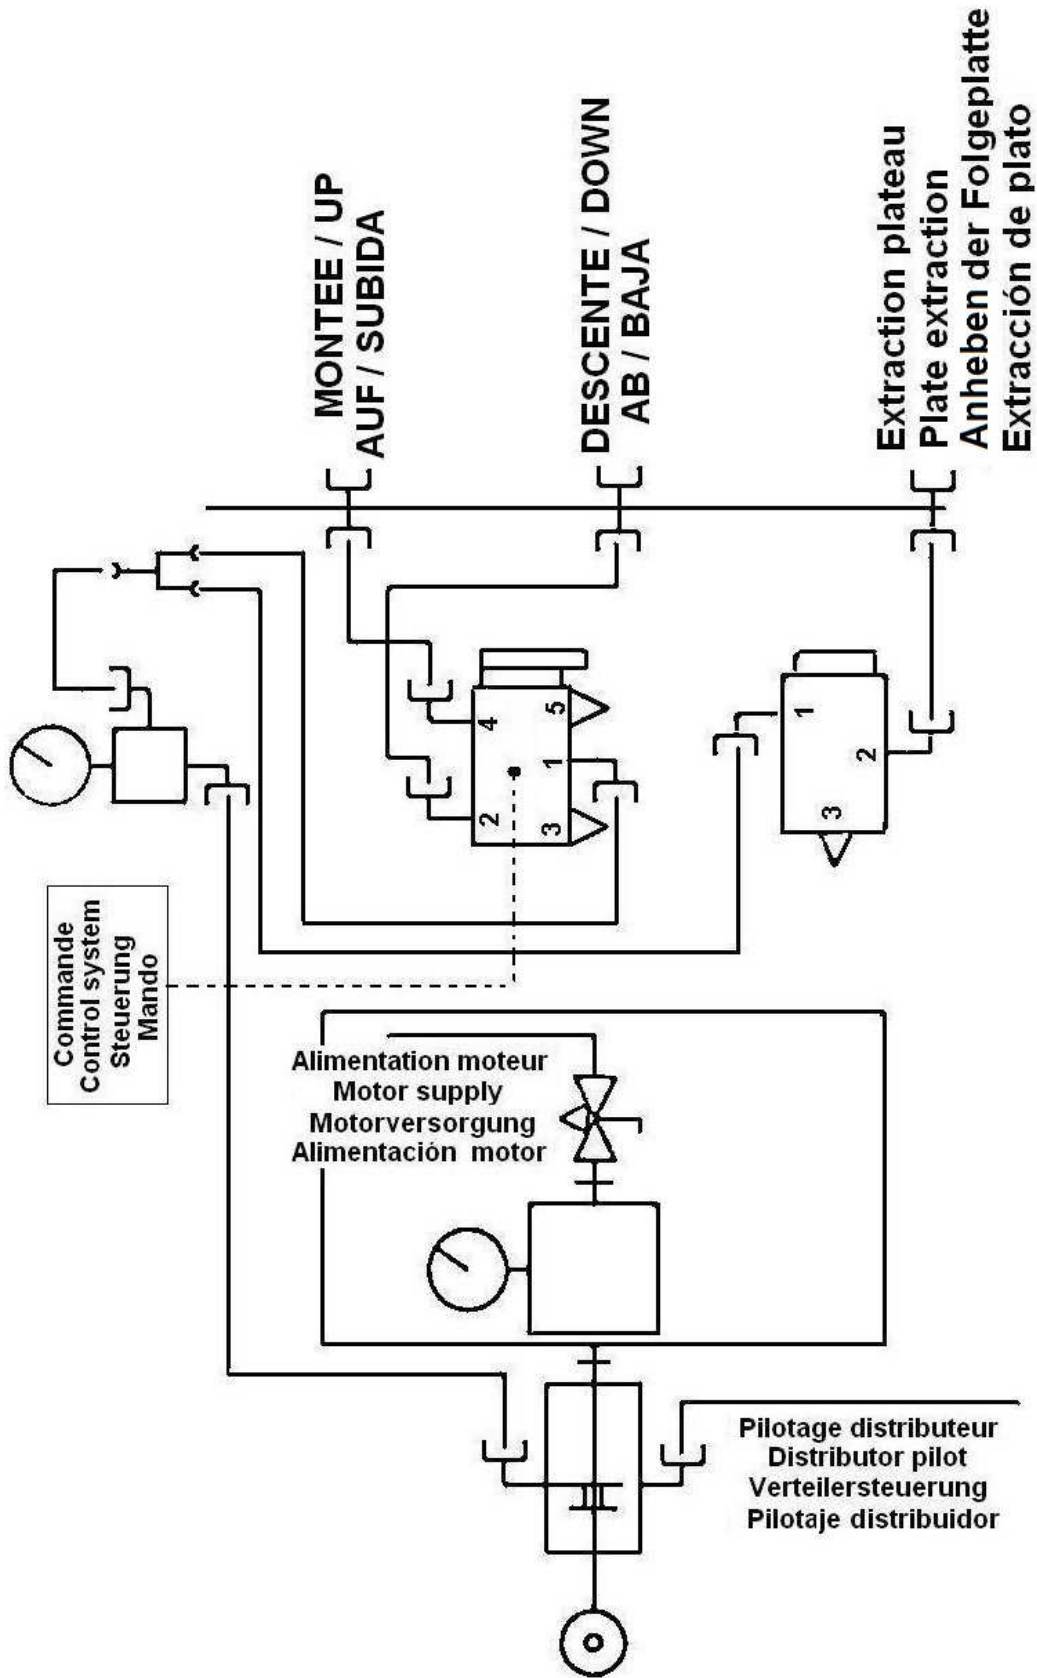 MONTEE / UP
AUF / SUBIDA
DESCENTE / DOWN
AB / BAJA
Extraction plateau
Plate extraction
Anheben der Folgeplatte
Extracción de plato
4
5
2
1
3
1
2
3
Commande
Control system
Steuerung
Mando
Alimentation moteur
Motor supply
Motorversorgung
Alimentación motor
Pilotage distributeur
Distributor pilot
Verteilersteuerung
Pilotaje distribuidor